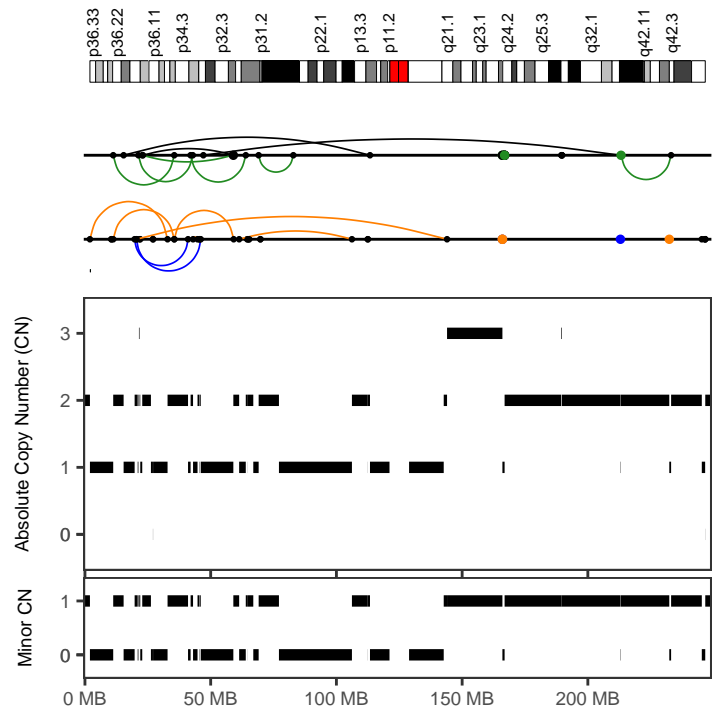 p36.33 p36.22 p36.11 p34.3 p32.3 p31.2 p22.1 p13.3 p11.2 q21.1 q23.1 q24.2 q25.3 q32.1 q42.11 q42.3
Absolute Copy Number (CN)
3
2
1
0
Minor CN
1
0
0 MB 50 MB 100 MB 150 MB 200 MB